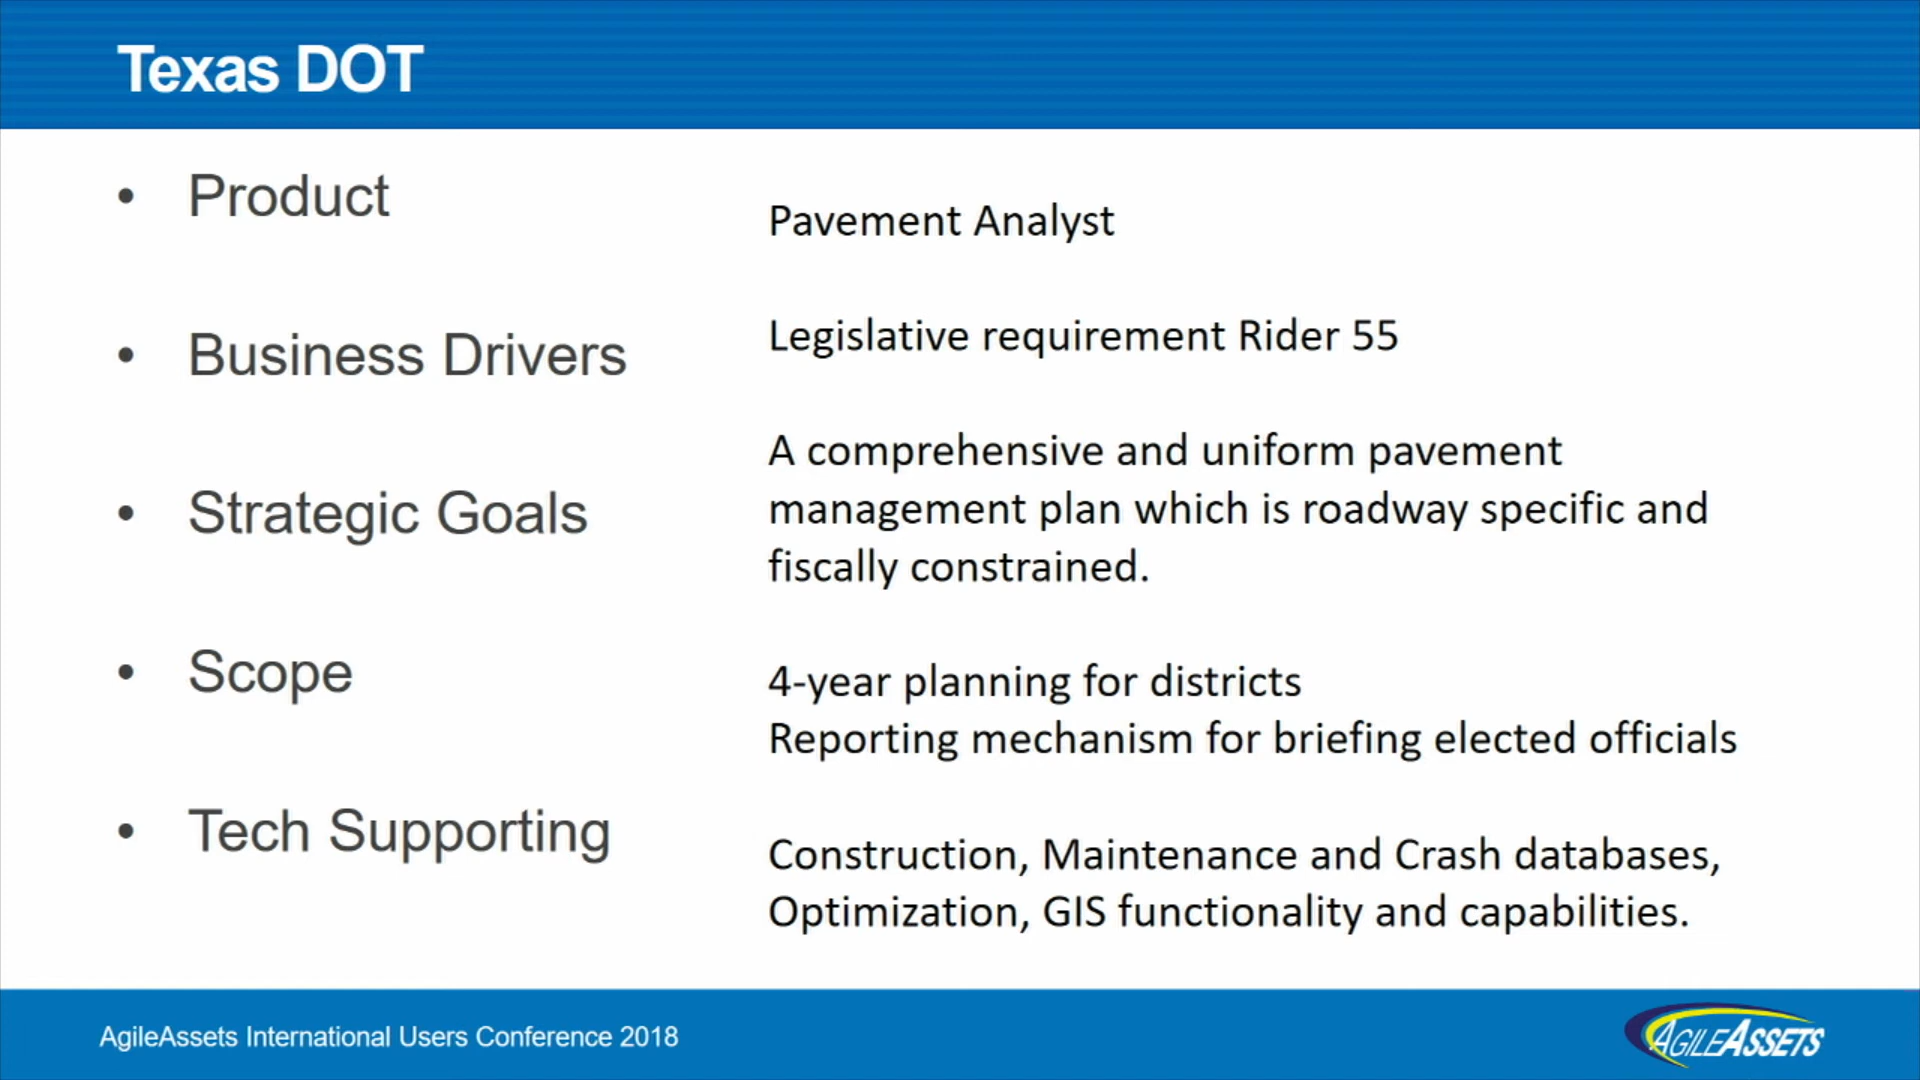 Texas DOT
• Product
Pavement Analyst
• Business Drivers
Legislative requirement Rider 55
• Strategic Goals
A comprehensive and uniform pavement
management plan which is roadway specific and
fiscally constrained.
• Scope
4-year planning for districts
Reporting mechanism for briefing elected officials
• Tech Supporting
Construction, Maintenance and Crash databases,
Optimization, GIS functionality and capabilities.
AgileAssets International Users Conference 2018
AGILEASSETS